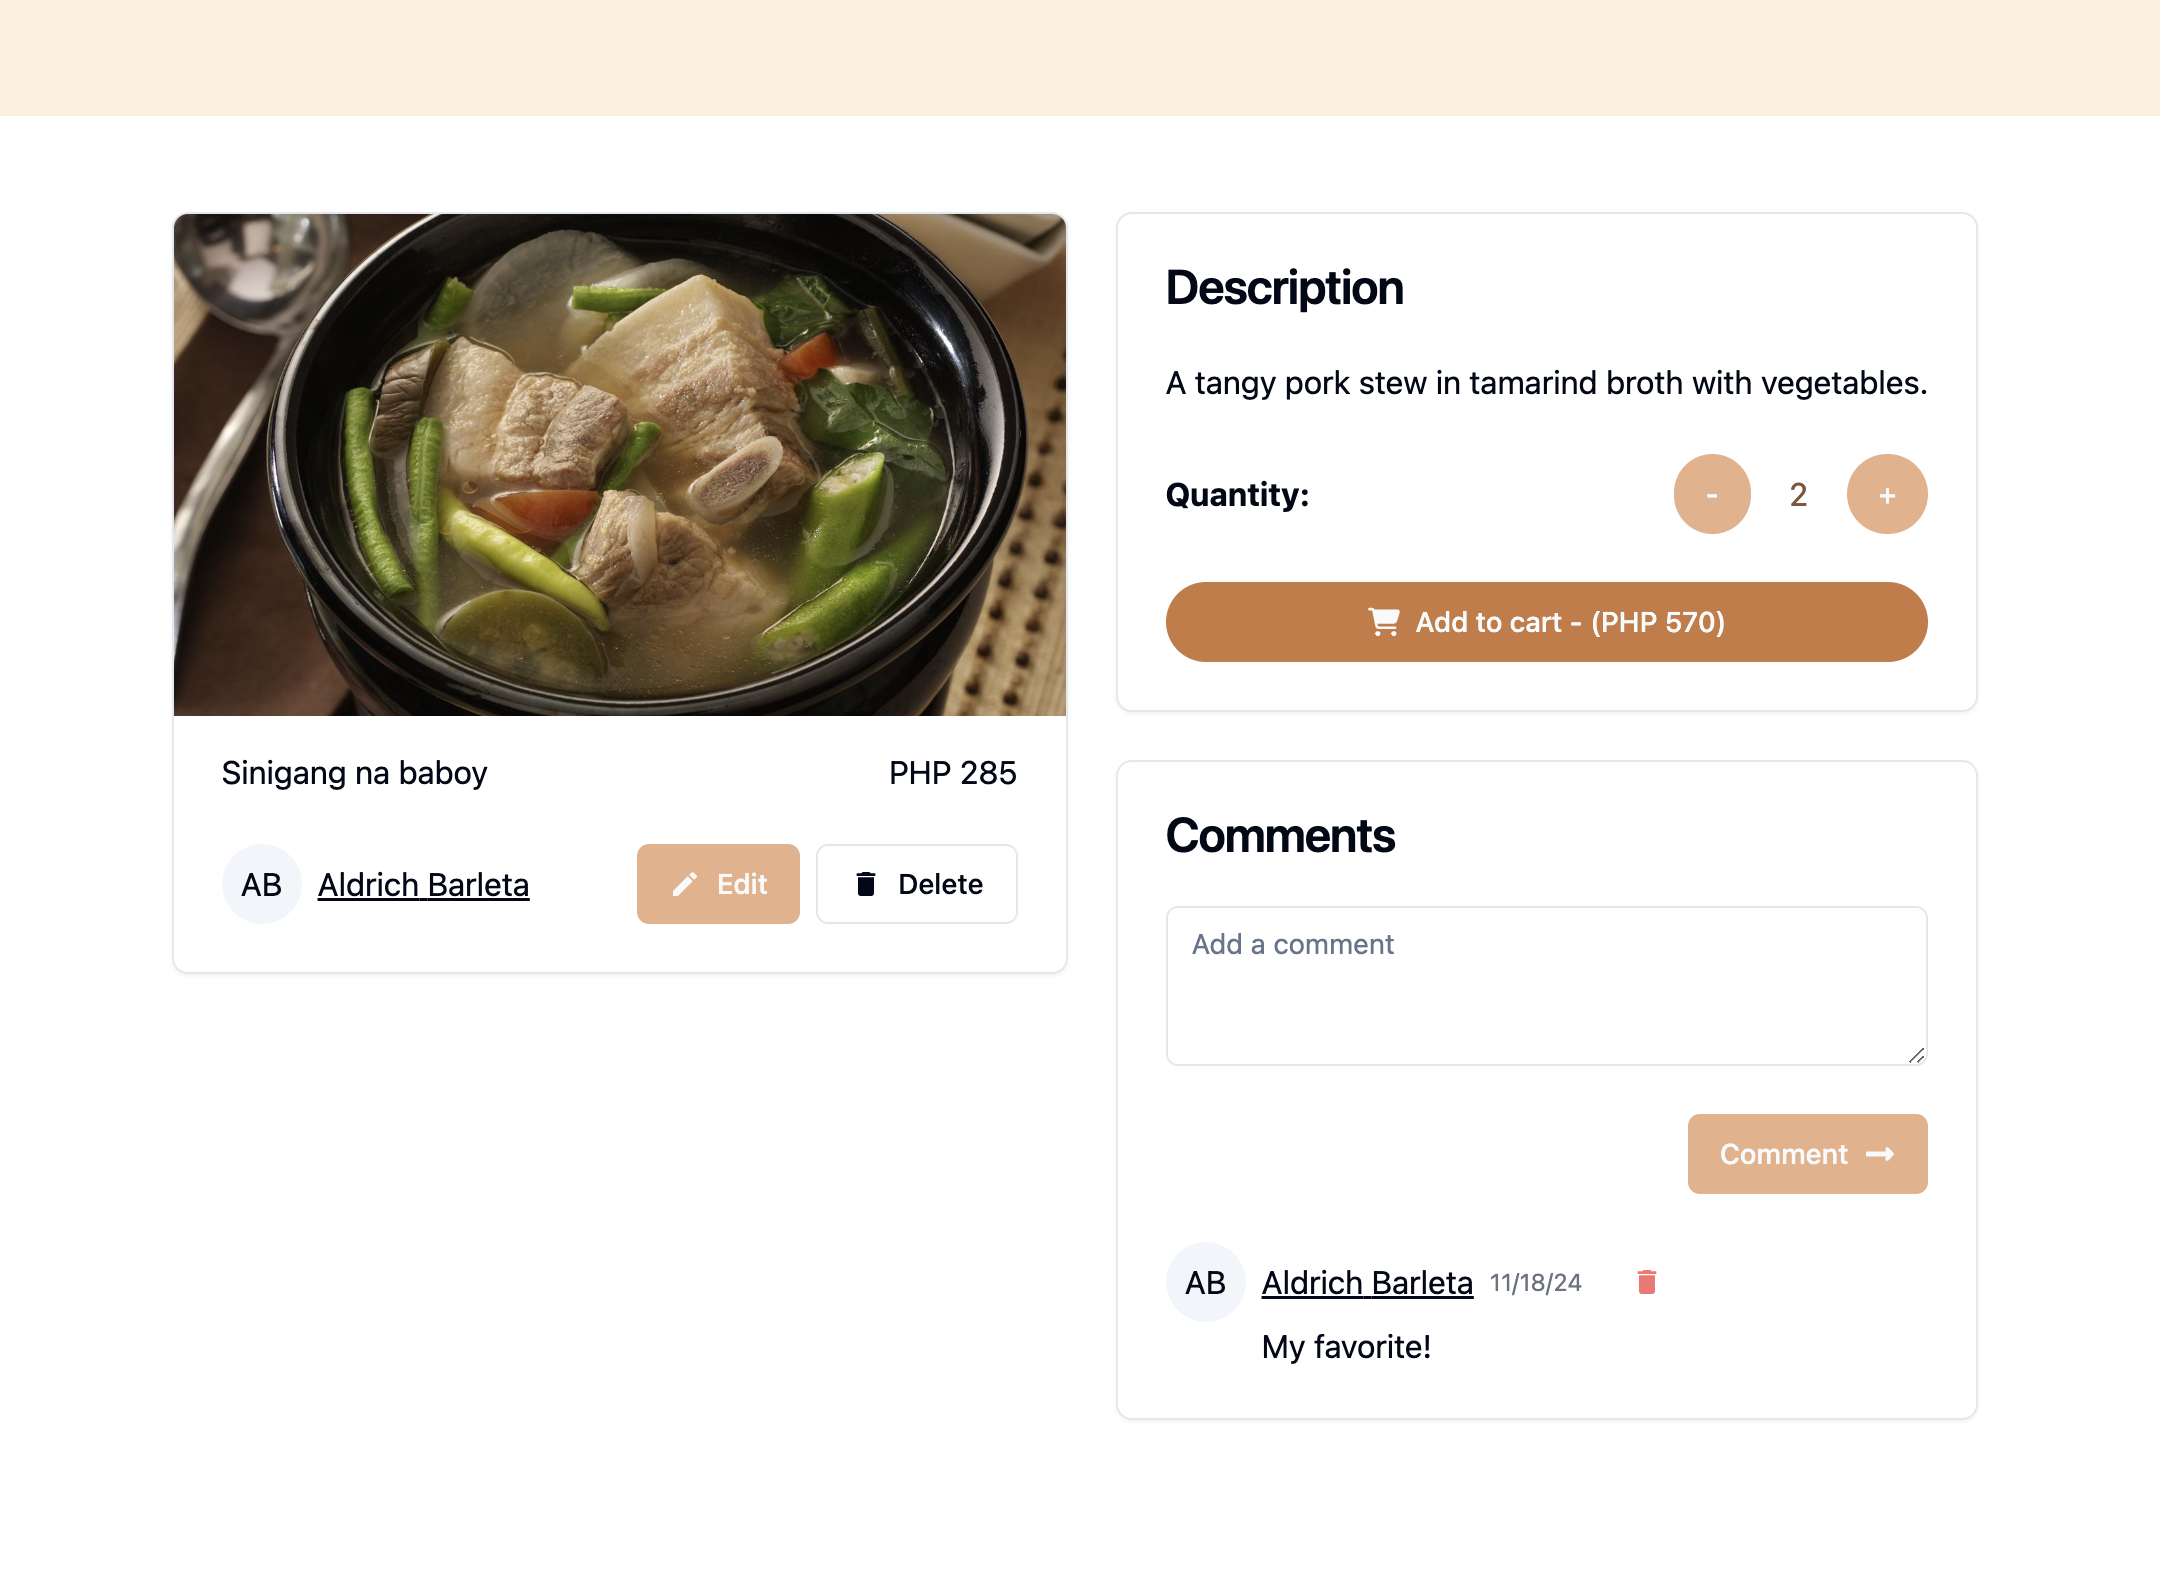 Sinigang na baboy
PHP 285
AB
Aldrich Barleta
Edit
Delete
Description
A tangy pork stew in tamarind broth with vegetables.
Quantity:
-
2
+
Add to cart - (PHP 570)
Comments
Add a comment
Comment
AB
Aldrich Barleta
11/18/24
My favorite!